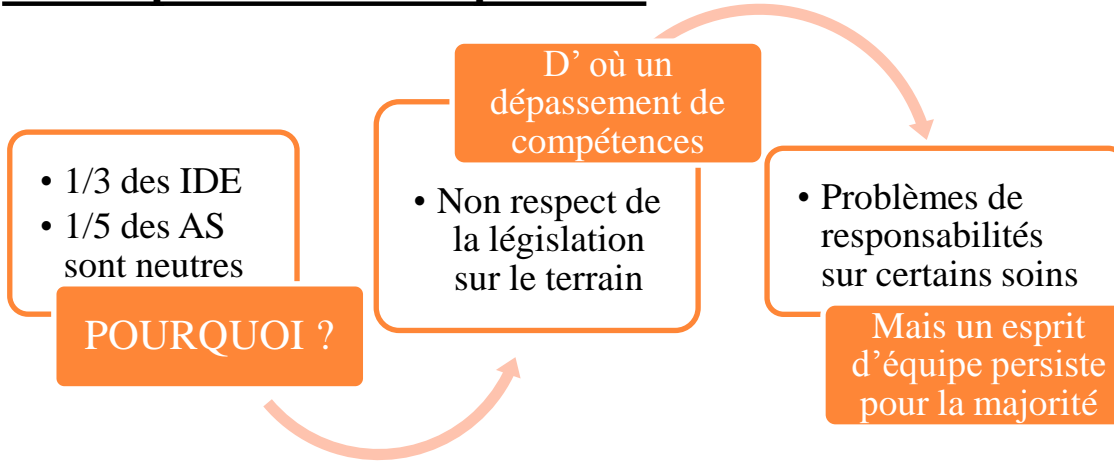 • 1/3 des IDE
• 1/5 des AS
sont neutres
POURQUOI ?
D’ où un
dépassement de
compétences
• Non respect de
la législation
sur le terrain
• Problèmes de
responsabilités
sur certains soins
Mais un esprit
d’équipe persiste
pour la majorité